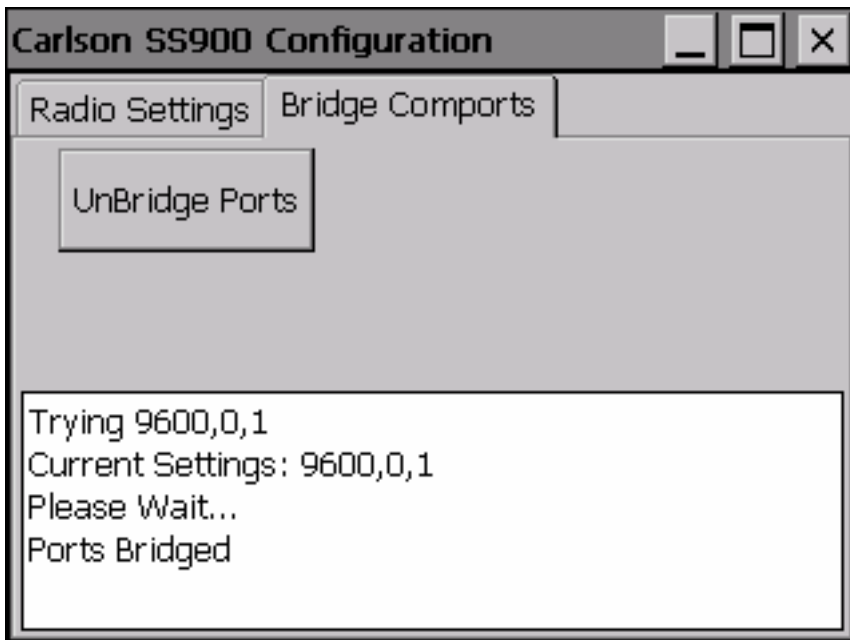 Carlson SS900 Configuration
Radio Settings
Bridge Comports
UnBridge Ports
Trying 9600,0,1
Current Settings: 9600,0,1
Please Wait...
Ports Bridged